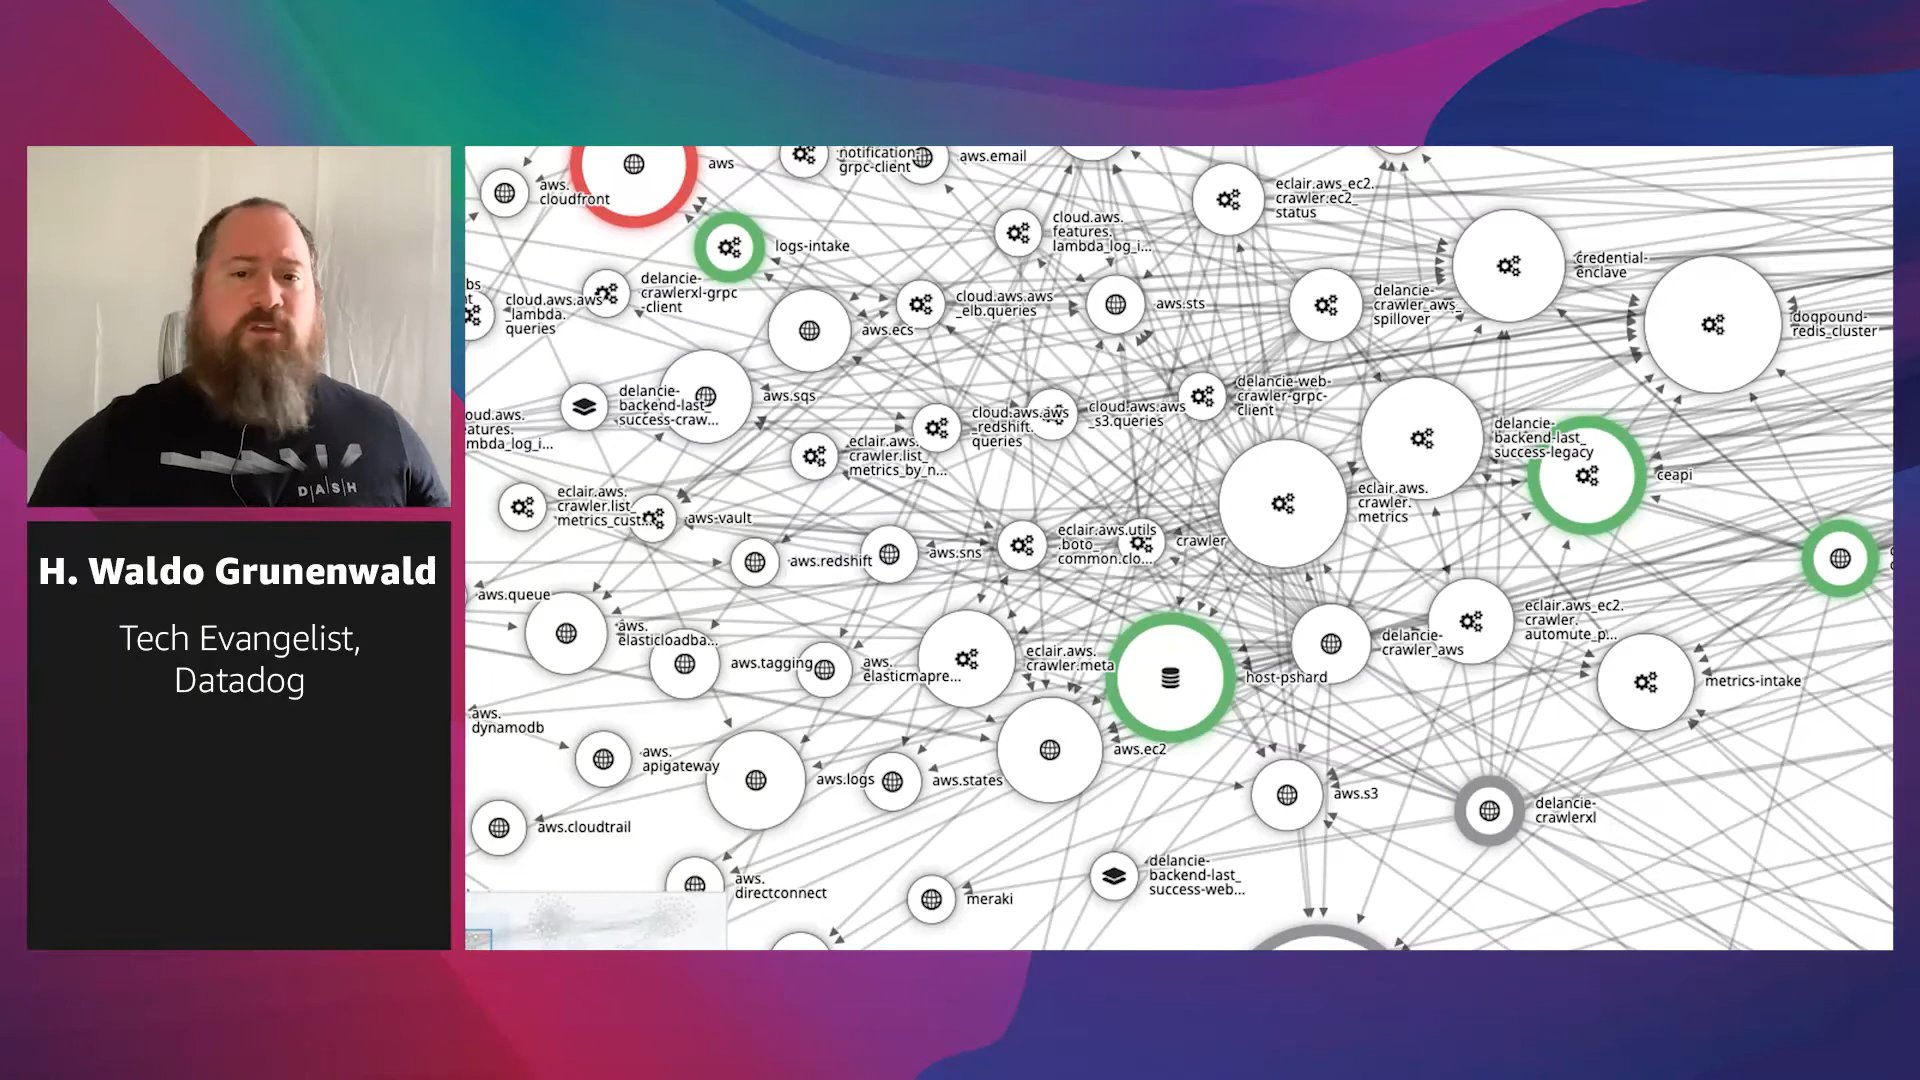 D|A|S|H
H. Waldo Grunenwald
Tech Evangelist,
Datadog
aws.
cloudfront
aws
notification-
grpc-client
aws.email
logs-intake
cloud.aws.
features.
lambda_log_i...
eclair.aws_ec2.
crawler.ec2_
status
credential-
enclave
cloud.aws.aws
_lambda.
queries
delancie-
crawlerxl-grpc
-client
aws.ecs
cloud.aws.aws
_elb.queries
aws.sts
delancie-
crawler_aws_
spillover
dogpound-
redis_cluster
delancie-
backend-last_
success-craw...
aws.sqs
cloud.aws.aws
_redshift.
queries
cloud.aws.aws
_s3.queries
delancie-web-
crawler-grpc-
client
oud.aws.
eatures.
mbda_log_i...
eclair.aws.
crawler.list_
metrics_by_n...
delancie-
backend-last_
success-legacy
ceapi
eclair.aws.
crawler.list_
metrics_cust...
aws-vault
eclair.aws.
crawler.
metrics
aws.redshift
aws.sns
eclair.aws.utils
.boto_
common.clo...
crawler
aws.queue
aws.
elasticloadba...
aws.tagging
aws.
elasticmapre...
eclair.aws.
crawler.meta
host-pshard
delancie-
crawler_aws
eclair.aws_ec2.
crawler.
automute_p...
metrics-intake
aws.
dynamodb
aws.
apigateway
aws.logs
aws.states
aws.ec2
aws.s3
delancie-
crawlerxl
aws.cloudtrail
aws.
directconnect
meraki
delancie-
backend-last_
success-web...